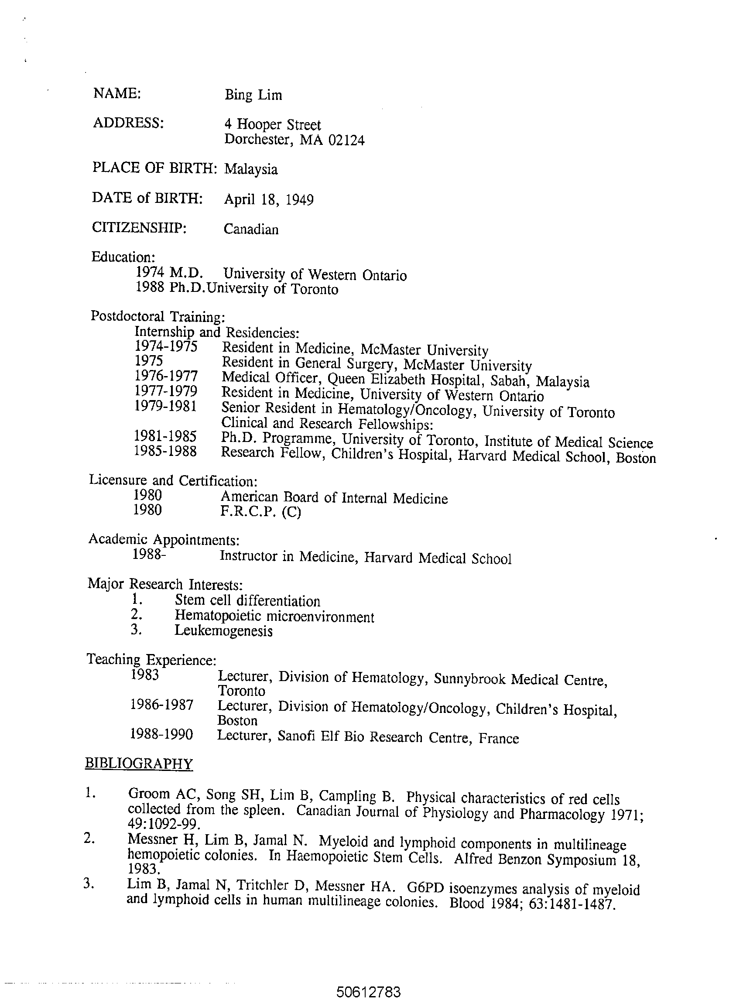 NAME: Bing Lim
ADDRESS: 4 Hooper Street
Dorchester, MA 02124
PLACE OF BIRTH: Malaysia
DATE of BIRTH: April 18, 1949
CITIZENSHIP: Canadian
Education:
1974 M.D. University of Western Ontario
1988 Ph.D.University of Toronto
Postdoctoral Training:
Internship and Residencies:
1974-1975 Resident in Medicine, McMaster University
1975 Resident in General Surgery, McMaster University
1976-1977 Medical Officer, Queen Elizabeth Hospital, Sabah, Malaysia
1977-1979 Resident in Medicine, University of Western Ontario
1979-1981 Senior Resident in Hematology/Oncology, University of Toronto
Clinical and Research Fellowships:
1981-1985 Ph.D. Programme, University of Toronto, Institute of Medical Science
1985-1988 Research Fellow, Children's Hospital, Harvard Medical School, Boston
Licensure and Certification:
1980 American Board of Internal Medicine
1980 F.R.C.P. (C)
Academic Appointments:
1988- Instructor in Medicine, Harvard Medical School
Major Research Interests:
1. Stem cell differentiation
2. Hematopoietic microenvironment
3. Leukemogenesis
Teaching Experience:
1983 Lecturer, Division of Hematology, Sunnybrook Medical Centre,
Toronto
1986-1987 Lecturer, Division of Hematology/Oncology, Children's Hospital,
Boston
1988-1990 Lecturer, Sanofi Elf Bio Research Centre, France
BIBLIOGRAPHY
1. Groom AC, Song SH, Lim B, Campling B. Physical characteristics of red cells
collected from the spleen. Canadian Journal of Physiology and Pharmacology 1971;
49:1092-99.
2. Messner H, Lim B, Jamal N. Myeloid and lymphoid components in multilineage
hemopoietic colonies. In Haemopoietic Stem Cells. Alfred Benzon Symposium 18,
1983.
3. Lim B, Jamal N, Tritchler D, Messner HA. G6PD isoenzymes analysis of myeloid
and lymphoid cells in human multilineage colonies. Blood 1984; 63:1481-1487.
50612783